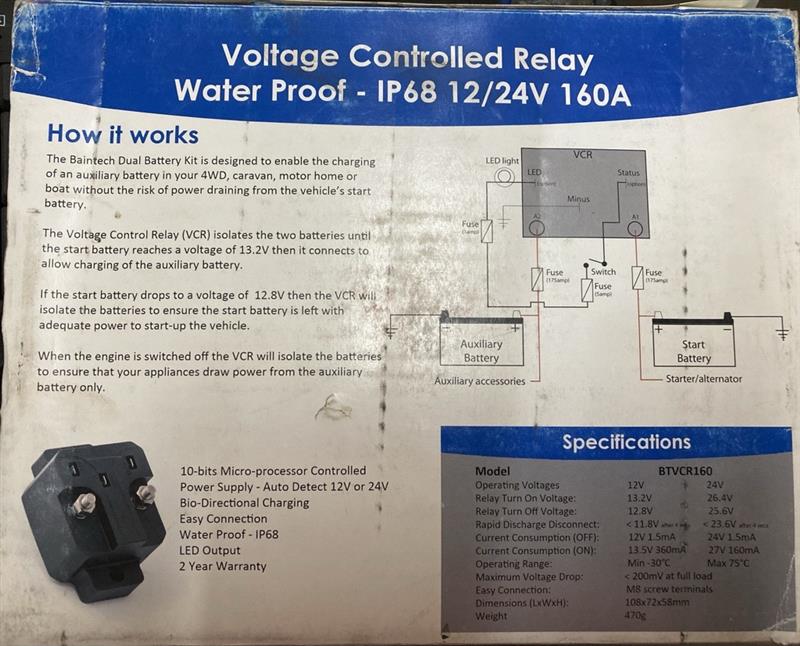 Voltage Controlled Relay
Water Proof - IP68 12/24V 160A
How it works
The Baintech Dual Battery Kit is designed to enable the charging
of an auxiliary battery in your 4WD, caravan, motor home or
boat without the risk of power draining from the vehicle's start
battery.
The Voltage Control Relay (VCR) isolates the two batteries until
the start battery reaches a voltage of 13.2V then it connects to
allow charging of the auxiliary battery.
If the start battery drops to a voltage of 12.8V then the VCR will
isolate the batteries to ensure the start battery is left with
adequate power to start-up the vehicle.
When the engine is switched off the VCR will isolate the batteries
to ensure that your appliances draw power from the auxiliary
battery only.
LED light
VCR
LED
(option)
Status
(option)
Minus
A2
A1
Fuse
(5amp)
Fuse
(175amp)
Switch
Fuse
(5amp)
Fuse
(175amp)
- +
Auxiliary
Battery
+ -
Start
Battery
Auxiliary accessories
Starter/alternator
10-bits Micro-processor Controlled
Power Supply - Auto Detect 12V or 24V
Bio-Directional Charging
Easy Connection
Water Proof - IP68
LED Output
2 Year Warranty
Specifications
Model BTVCR160
Operating Voltages 12V 24V
Relay Turn On Voltage: 13.2V 26.4V
Relay Turn Off Voltage: 12.8V 25.6V
Rapid Discharge Disconnect: < 11.8V after 4 secs < 23.6V after 4 secs
Current Consumption (OFF): 12V 1.5mA 24V 1.5mA
Current Consumption (ON): 13.5V 360mA 27V 160mA
Operating Range: Min -30°C Max 75°C
Maximum Voltage Drop: < 200mV at full load
Easy Connection: M8 screw terminals
Dimensions (LxWxH): 108x72x58mm
Weight 470g